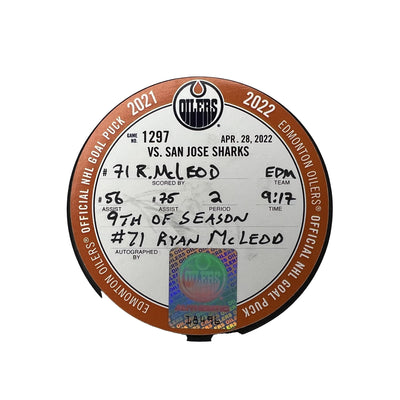 EDMONTON OILERS® OFFICIAL NHL GOAL PUCK 2021
2022 EDMONTON OILERS® OFFICIAL NHL GOAL PUCK
OILERS
GAME NO. 1297 APR. 28, 2022
VS. SAN JOSE SHARKS
# 71 R. McLEOD EDM
SCORED BY TEAM
.56 .75 2 9:17
ASSIST ASSIST PERIOD TIME
9TH OF SEASON
#71 RYAN McLEOD
AUTOGRAPHED BY
OILERS